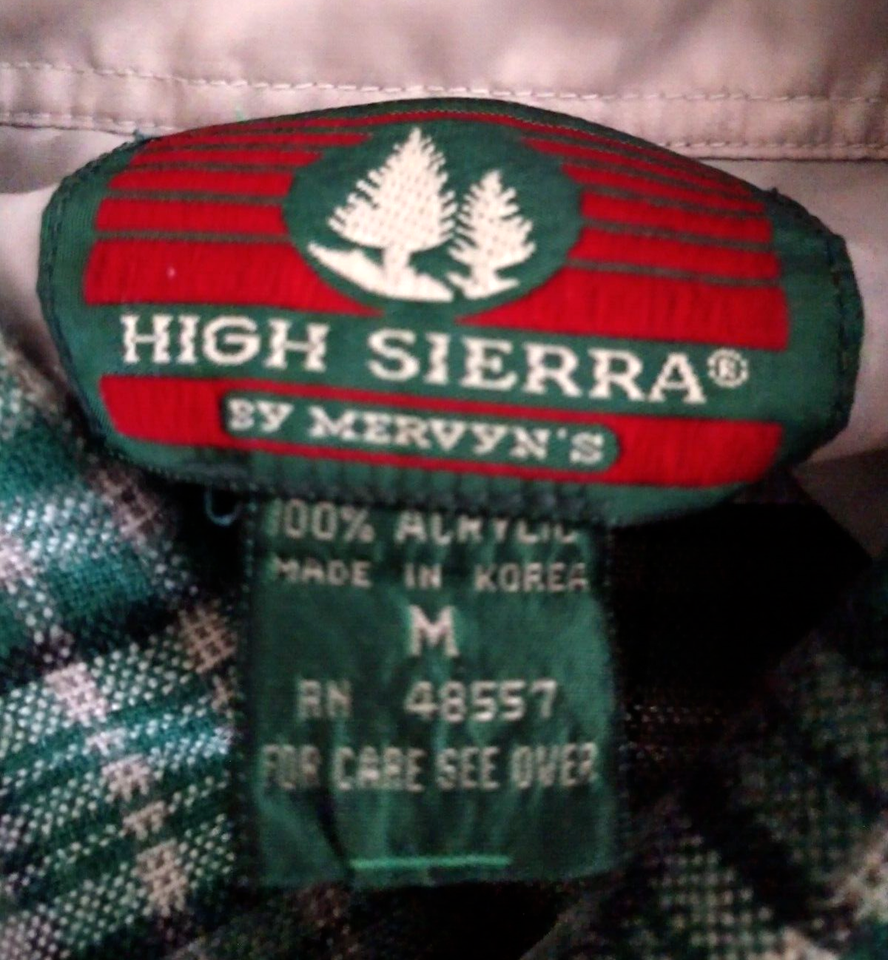 HIGH SIERRA®
BY MERVYN'S
100% ACRYLIC
MADE IN KOREA
M
RN 48557
FOR CARE SEE OVER